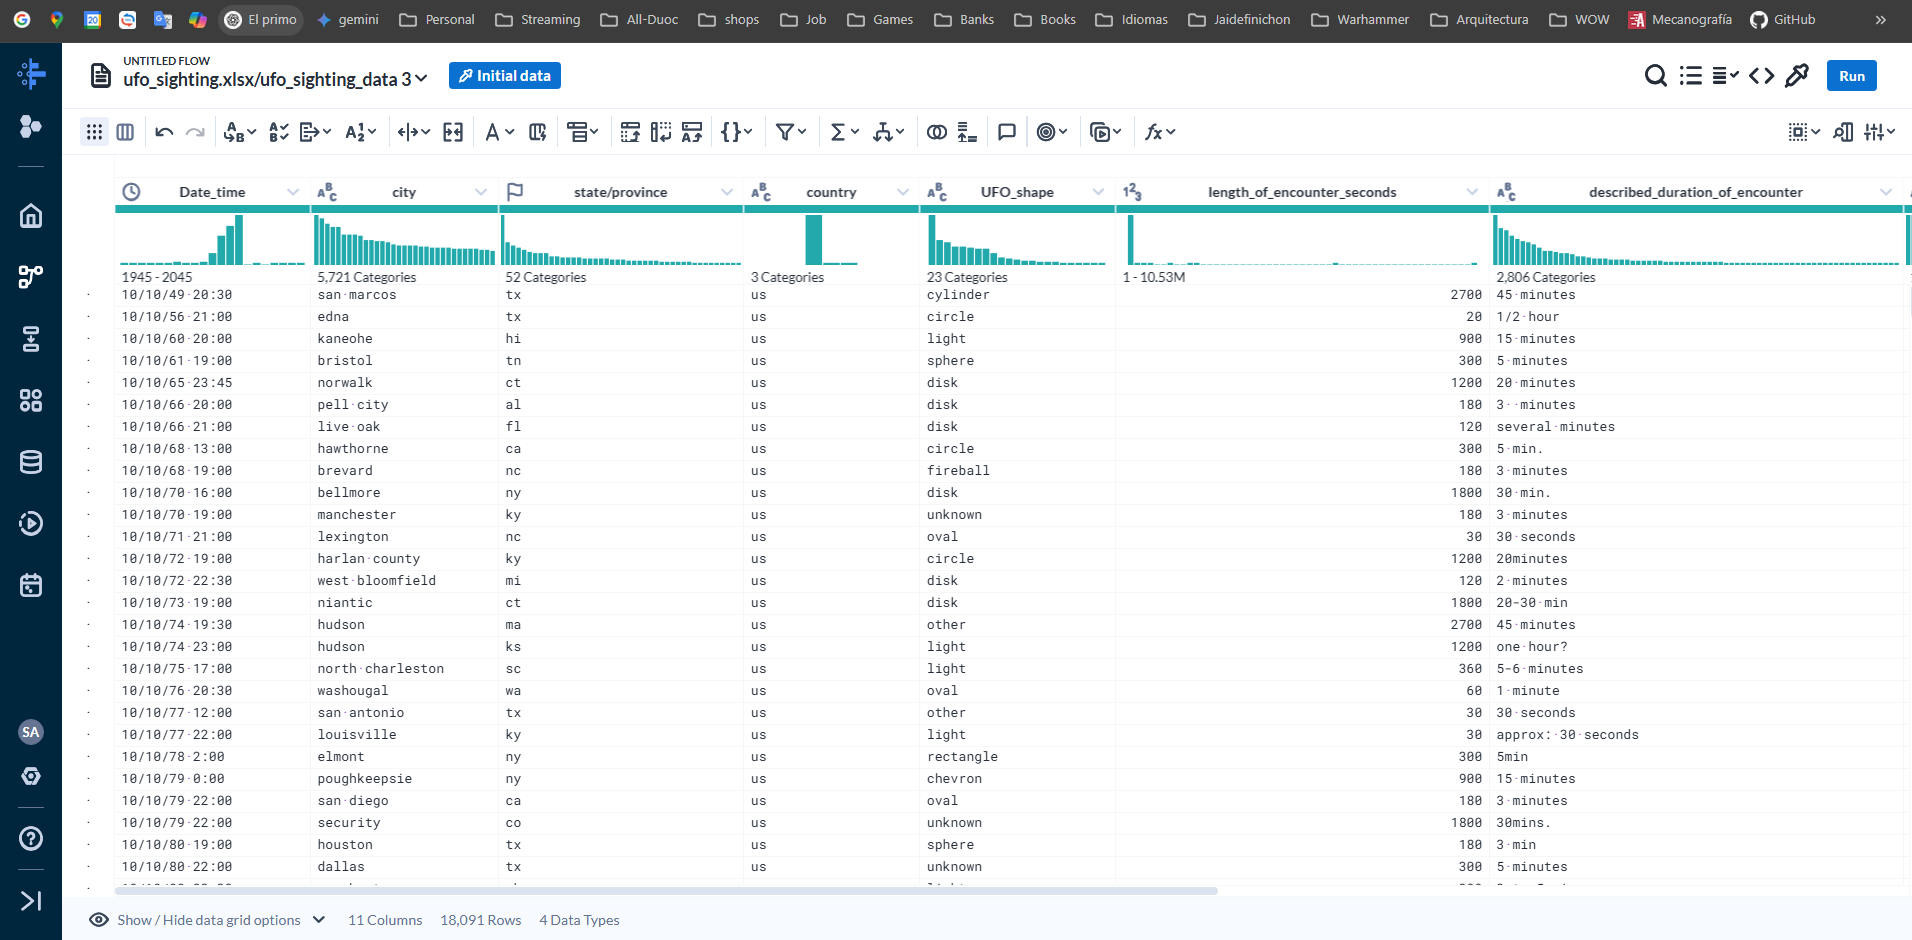 El primo gemini Personal Streaming All-Duoc shops Job Games Banks Books Idiomas Jaidefinichon Warhammer Arquitectura WOW Mecanografía GitHub »
UNTITLED FLOW
ufo_sighting.xlsx/ufo_sighting_data 3 Initial data Run
Date_time city state/province country UFO_shape length_of_encounter_seconds described_duration_of_encounter
1945 - 2045 5,721 Categories 52 Categories 3 Categories 23 Categories 1 - 10.53M 2,806 Categories
10/10/49·20:30 san·marcos tx us cylinder 2700 45·minutes
10/10/56·21:00 edna tx us circle 20 1/2·hour
10/10/60·20:00 kaneohe hi us light 900 15·minutes
10/10/61·19:00 bristol tn us sphere 300 5·minutes
10/10/65·23:45 norwalk ct us disk 1200 20·minutes
10/10/66·20:00 pell·city al us disk 180 3··minutes
10/10/66·21:00 live·oak fl us disk 120 several·minutes
10/10/68·13:00 hawthorne ca us circle 300 5·min.
10/10/68·19:00 brevard nc us fireball 180 3·minutes
10/10/70·16:00 bellmore ny us disk 1800 30·min.
10/10/70·19:00 manchester ky us unknown 180 3·minutes
10/10/71·21:00 lexington nc us oval 30 30·seconds
10/10/72·19:00 harlan·county ky us circle 1200 20minutes
10/10/72·22:30 west·bloomfield mi us disk 120 2·minutes
10/10/73·19:00 niantic ct us disk 1800 20-30·min
10/10/74·19:30 hudson ma us other 2700 45·minutes
10/10/74·23:00 hudson ks us light 1200 one·hour?
10/10/75·17:00 north·charleston sc us light 360 5-6·minutes
10/10/76·20:30 washougal wa us oval 60 1·minute
10/10/77·12:00 san·antonio tx us other 30 30·seconds
10/10/77·22:00 louisville ky us light 30 approx:·30·seconds
10/10/78·2:00 elmont ny us rectangle 300 5min
10/10/79·0:00 poughkeepsie ny us chevron 900 15·minutes
10/10/79·22:00 san·diego ca us oval 180 3·minutes
10/10/79·22:00 security co us unknown 1800 30mins.
10/10/80·19:00 houston tx us sphere 180 3·min
10/10/80·22:00 dallas tx us unknown 300 5·minutes
SA
Show / Hide data grid options 11 Columns 18,091 Rows 4 Data Types